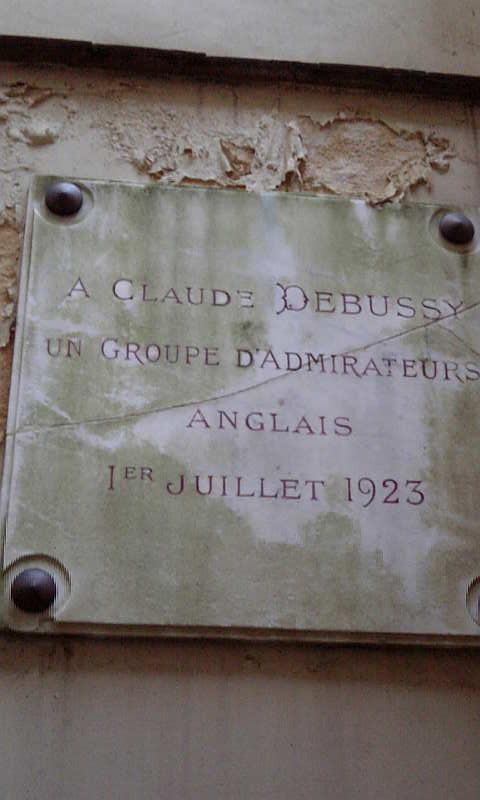 A CLAUDE DEBUSSY
UN GROUPE D'ADMIRATEURS
ANGLAIS
1ER JUILLET 1923